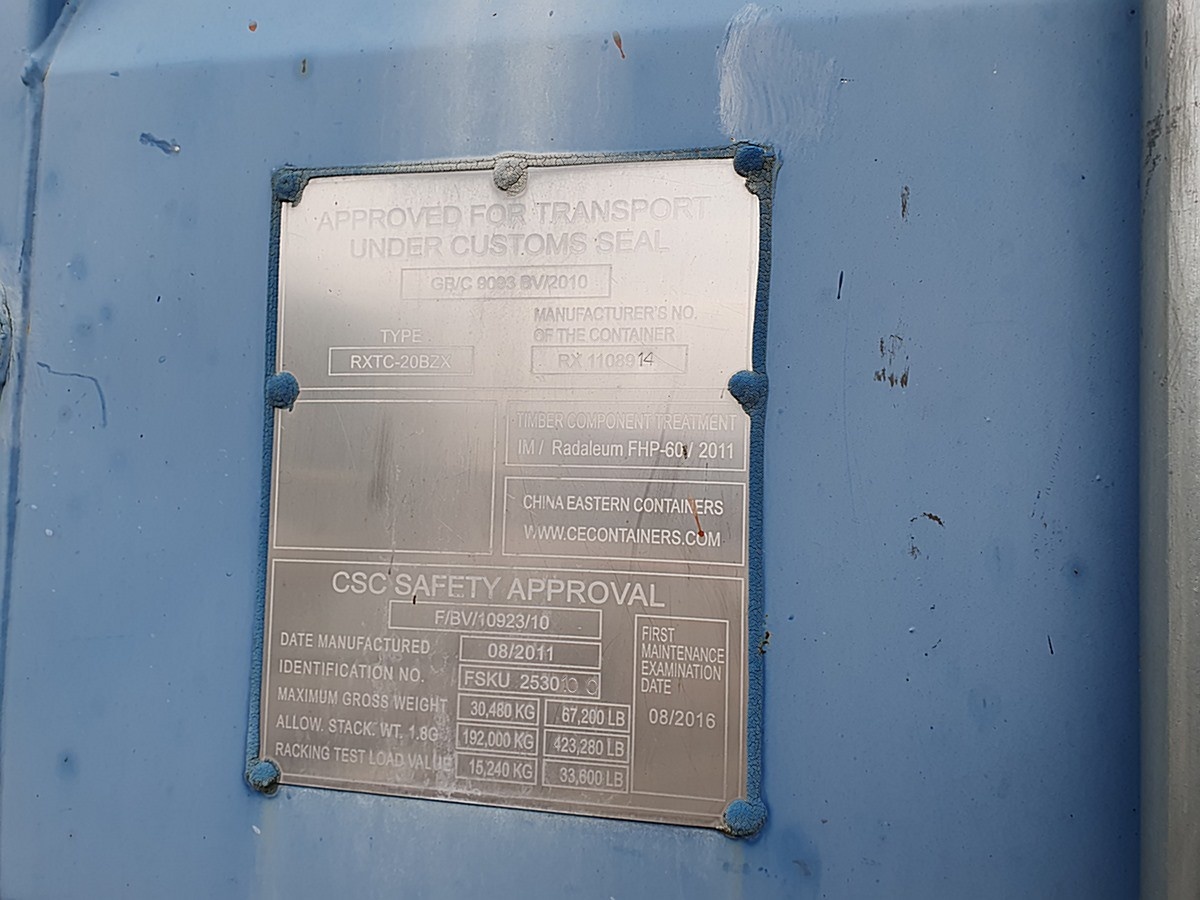 APPROVED FOR TRANSPORT
UNDER CUSTOMS SEAL
GB/C 9093 BV/2010
TYPE
RXTC-20BZX
MANUFACTURER'S NO.
OF THE CONTAINER
RX 1108914
TIMBER COMPONENT TREATMENT
IM / Radaleum FHP-60 / 2011
CHINA EASTERN CONTAINERS
WWW.CECONTAINERS.COM
CSC SAFETY APPROVAL
F/BV/10923/10
DATE MANUFACTURED 08/2011
IDENTIFICATION NO. FSKU 253010 0
MAXIMUM GROSS WEIGHT 30,480 KG 67,200 LB
ALLOW. STACK. WT. 1.8G 192,000 KG 423,280 LB
RACKING TEST LOAD VALUE 15,240 KG 33,600 LB
FIRST
MAINTENANCE
EXAMINATION
DATE
08/2016